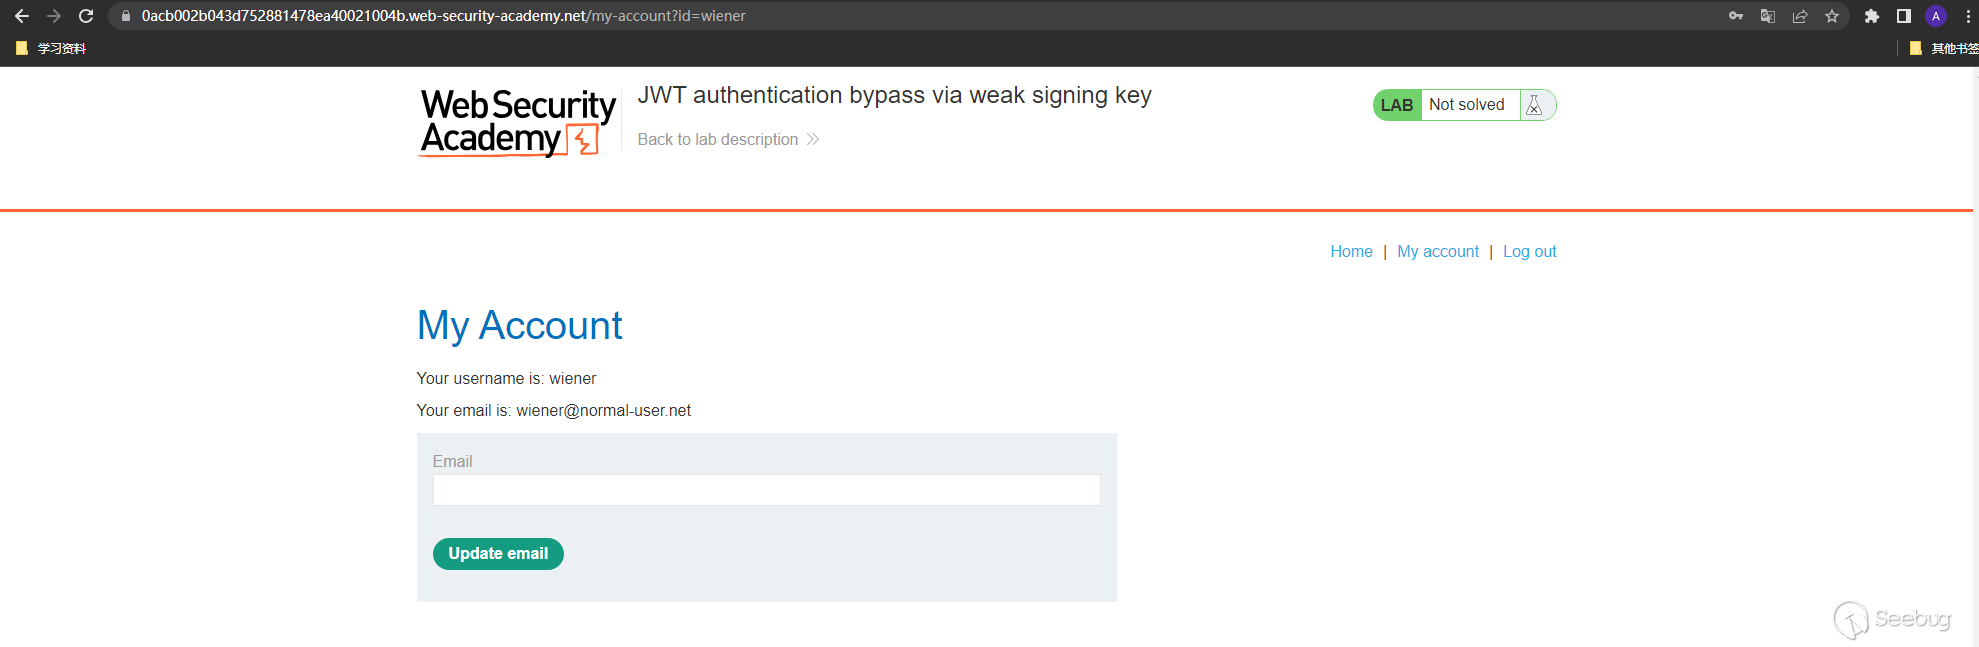 0acb002b043d752881478ea40021004b.web-security-academy.net/my-account?id=wiener
A
学习资料
其他书签
Web Security
Academy
JWT authentication bypass via weak signing key
Back to lab description
LAB Not solved
Home | My account | Log out
My Account
Your username is: wiener
Your email is: wiener@normal-user.net
Email
Update email
Seebug